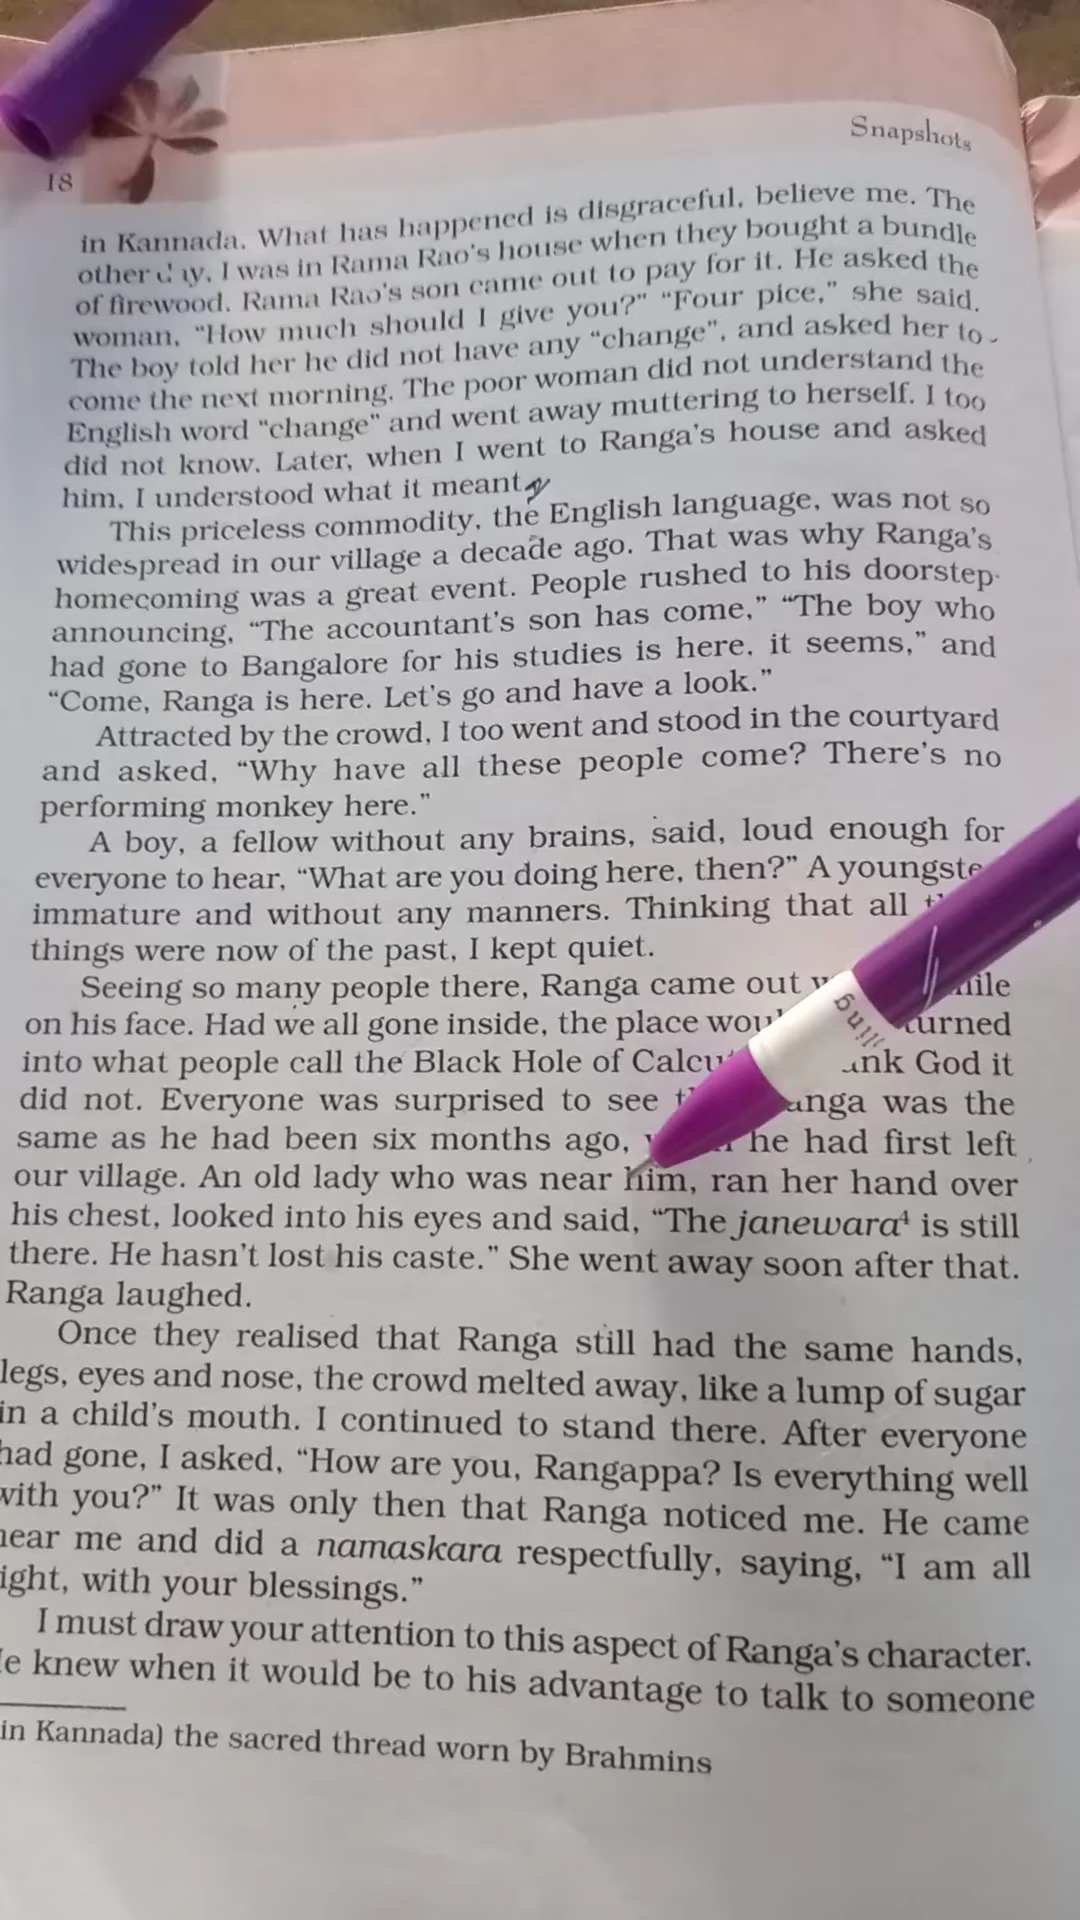 Snapshots
18
in Kannada. What has happened is disgraceful, believe me. The
other day, I was in Rama Rao's house when they bought a bundle
of firewood. Rama Rao's son came out to pay for it. He asked the
woman, "How much should I give you?" "Four pice," she said.
The boy told her he did not have any "change", and asked her to
come the next morning. The poor woman did not understand the
English word "change" and went away muttering to herself. I too
did not know. Later, when I went to Ranga's house and asked
him, I understood what it meant.
This priceless commodity, the English language, was not so
widespread in our village a decade ago. That was why Ranga's
homecoming was a great event. People rushed to his doorstep
announcing, "The accountant's son has come," "The boy who
had gone to Bangalore for his studies is here, it seems," and
"Come, Ranga is here. Let's go and have a look."
Attracted by the crowd, I too went and stood in the courtyard
and asked, "Why have all these people come? There's no
performing monkey here."
A boy, a fellow without any brains, said, loud enough for
everyone to hear, "What are you doing here, then?" A youngste
immature and without any manners. Thinking that all
things were now of the past, I kept quiet.
Seeing so many people there, Ranga came out
on his face. Had we all gone inside, the place turned
into what people call the Black Hole of God it
did not. Everyone was surprised to see was the
same as he had been six months ago, he had first left
our village. An old lady who was near him, ran her hand over
his chest, looked into his eyes and said, "The janewara⁴ is still
there. He hasn't lost his caste." She went away soon after that.
Ranga laughed.
Once they realised that Ranga still had the same hands,
legs, eyes and nose, the crowd melted away, like a lump of sugar
in a child's mouth. I continued to stand there. After everyone
had gone, I asked, "How are you, Rangappa? Is everything well
with you?" It was only then that Ranga noticed me. He came
near me and did a namaskara respectfully, saying, "I am all
ight, with your blessings."
I must draw your attention to this aspect of Ranga's character.
He knew when it would be to his advantage to talk to someone
in Kannada) the sacred thread worn by Brahmins